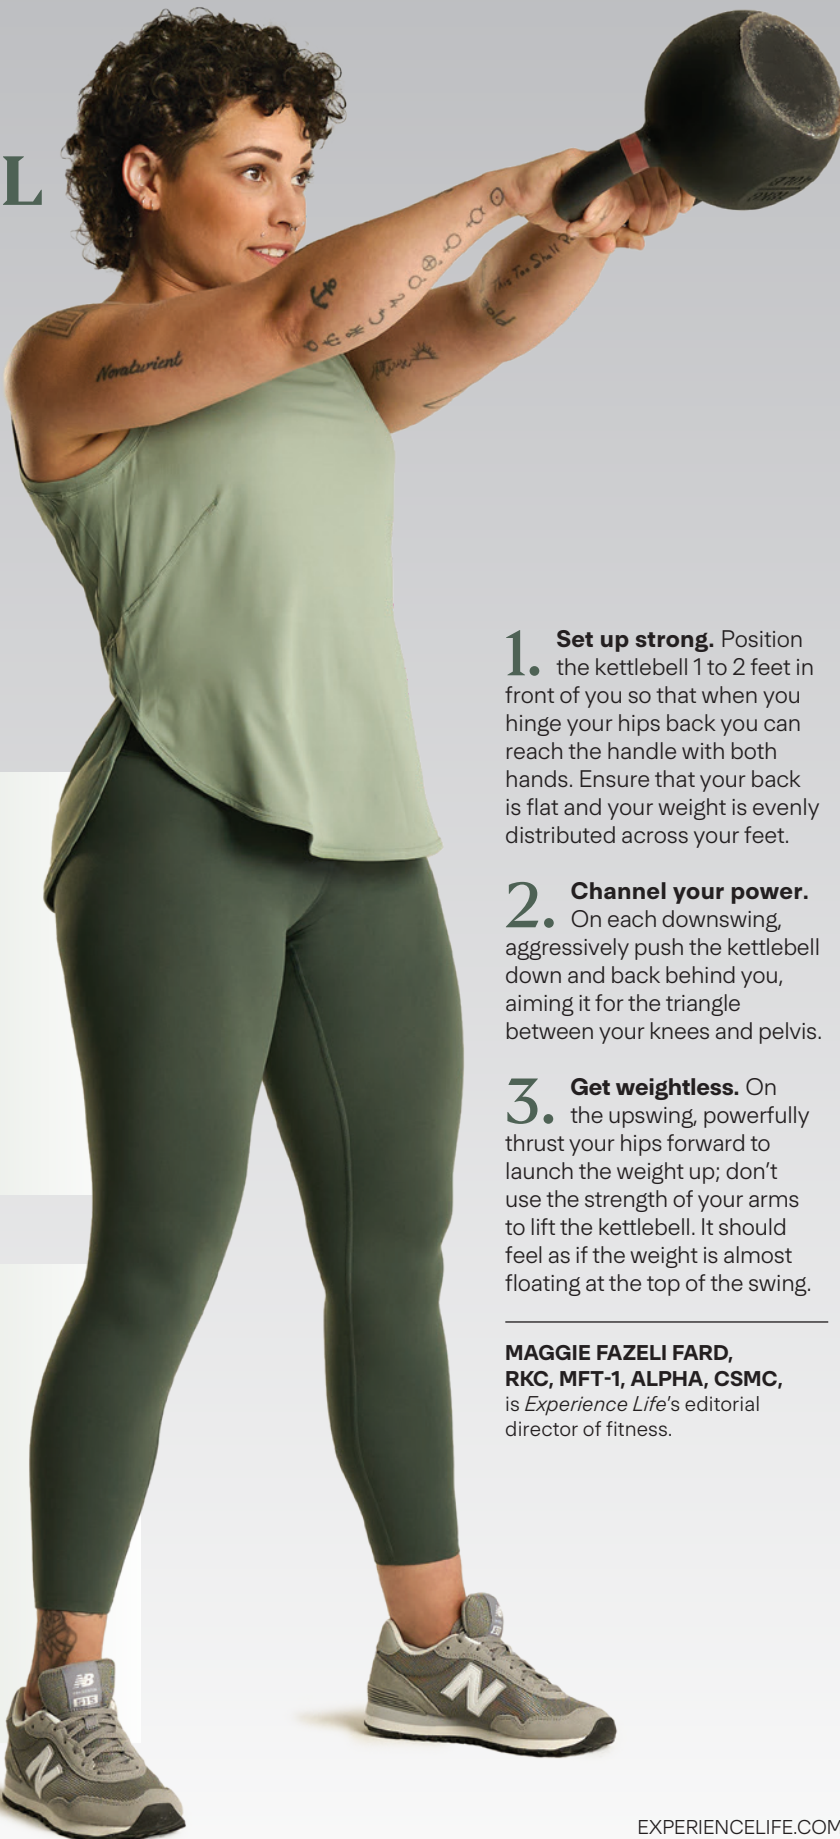 L
Novaturient
This Too Shall P
1. Set up strong. Position
the kettlebell 1 to 2 feet in
front of you so that when you
hinge your hips back you can
reach the handle with both
hands. Ensure that your back
is flat and your weight is evenly
distributed across your feet.
2. Channel your power.
On each downswing,
aggressively push the kettlebell
down and back behind you,
aiming it for the triangle
between your knees and pelvis.
3. Get weightless. On
the upswing, powerfully
thrust your hips forward to
launch the weight up; don't
use the strength of your arms
to lift the kettlebell. It should
feel as if the weight is almost
floating at the top of the swing.
MAGGIE FAZELI FARD,
RKC, MFT-1, ALPHA, CSMC,
is Experience Life's editorial
director of fitness.
N
NB
515
N
EXPERIENCELIFE.COM